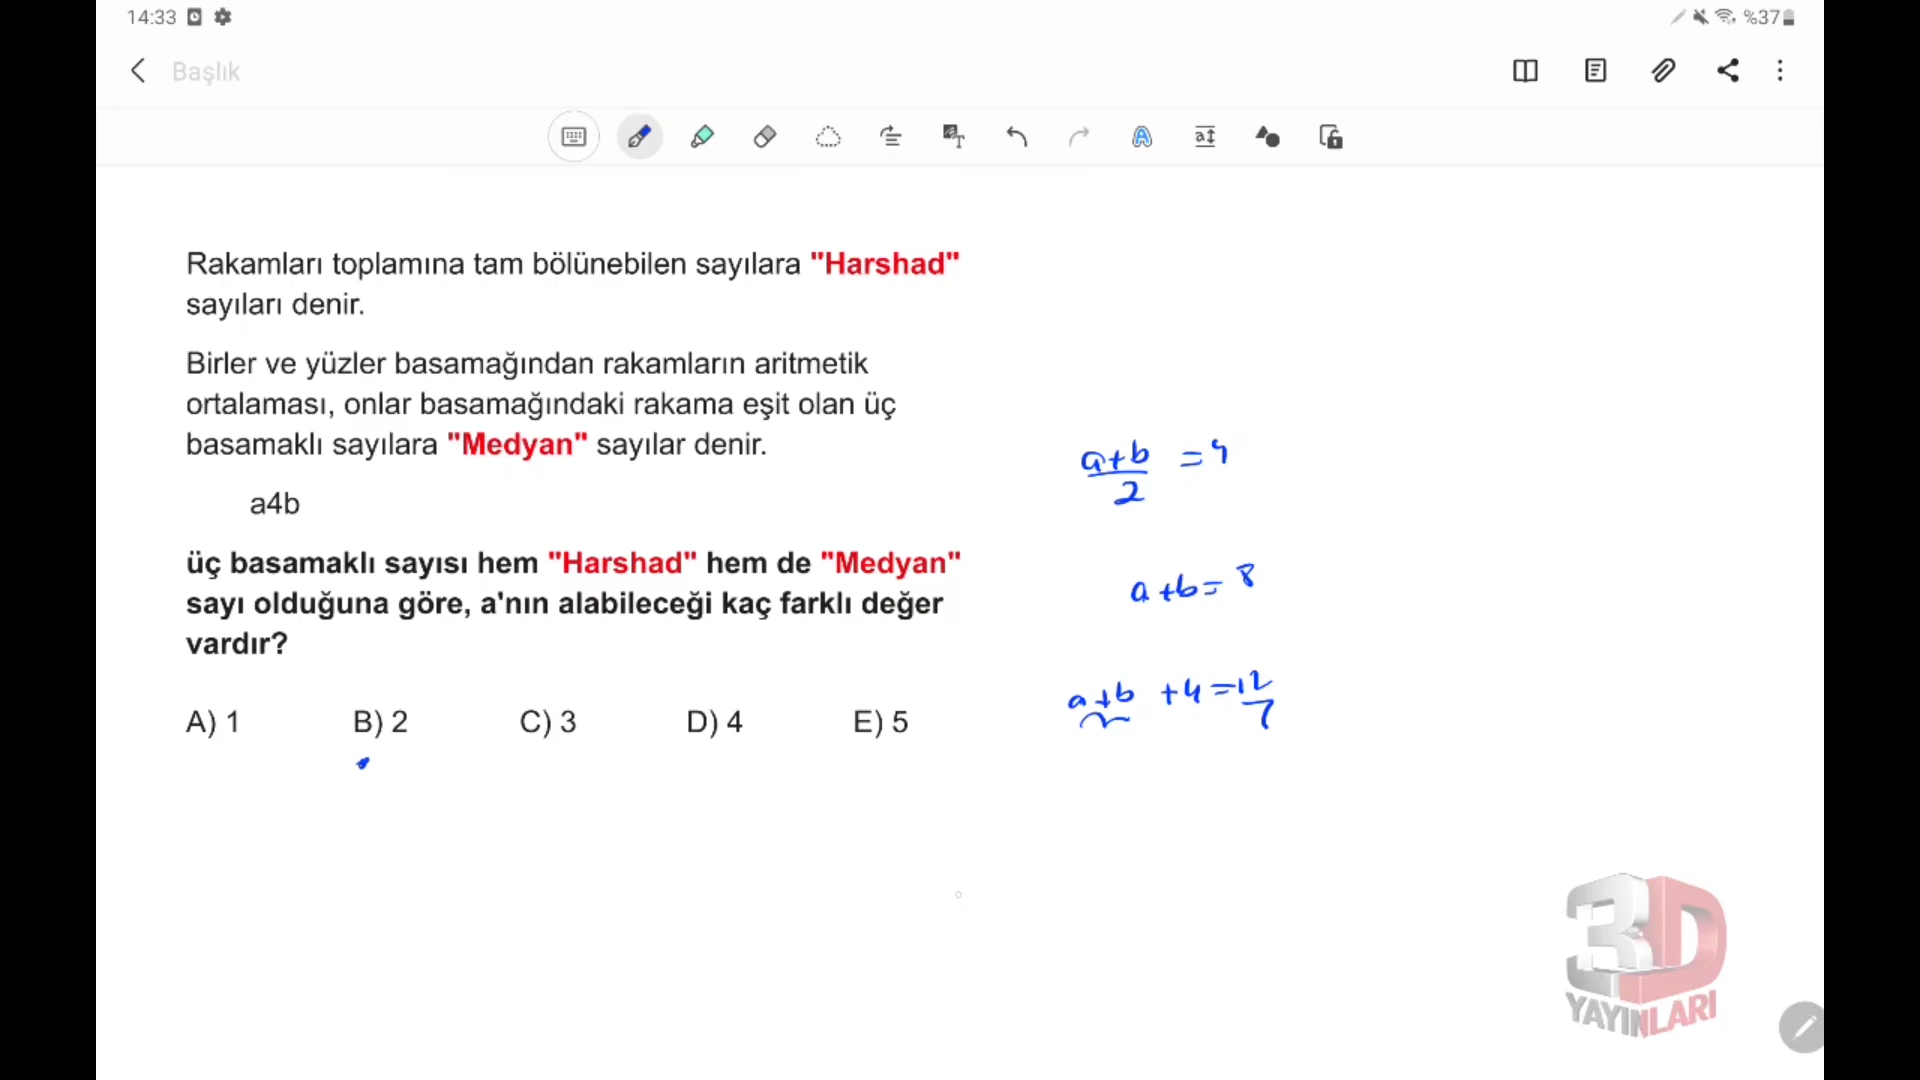 14:33
%37
Başlık
Rakamları toplamına tam bölünebilen sayılara "Harshad"
sayıları denir.
Birler ve yüzler basamağından rakamların aritmetik
ortalaması, onlar basamağındaki rakama eşit olan üç
basamaklı sayılara "Medyan" sayılar denir.
a4b
üç basamaklı sayısı hem "Harshad" hem de "Medyan"
sayı olduğuna göre, a'nın alabileceği kaç farklı değer
vardır?
A) 1 B) 2 C) 3 D) 4 E) 5
a+b
2
= 4
a+b= 8
a+b +4=12
3D
YAYINLARI